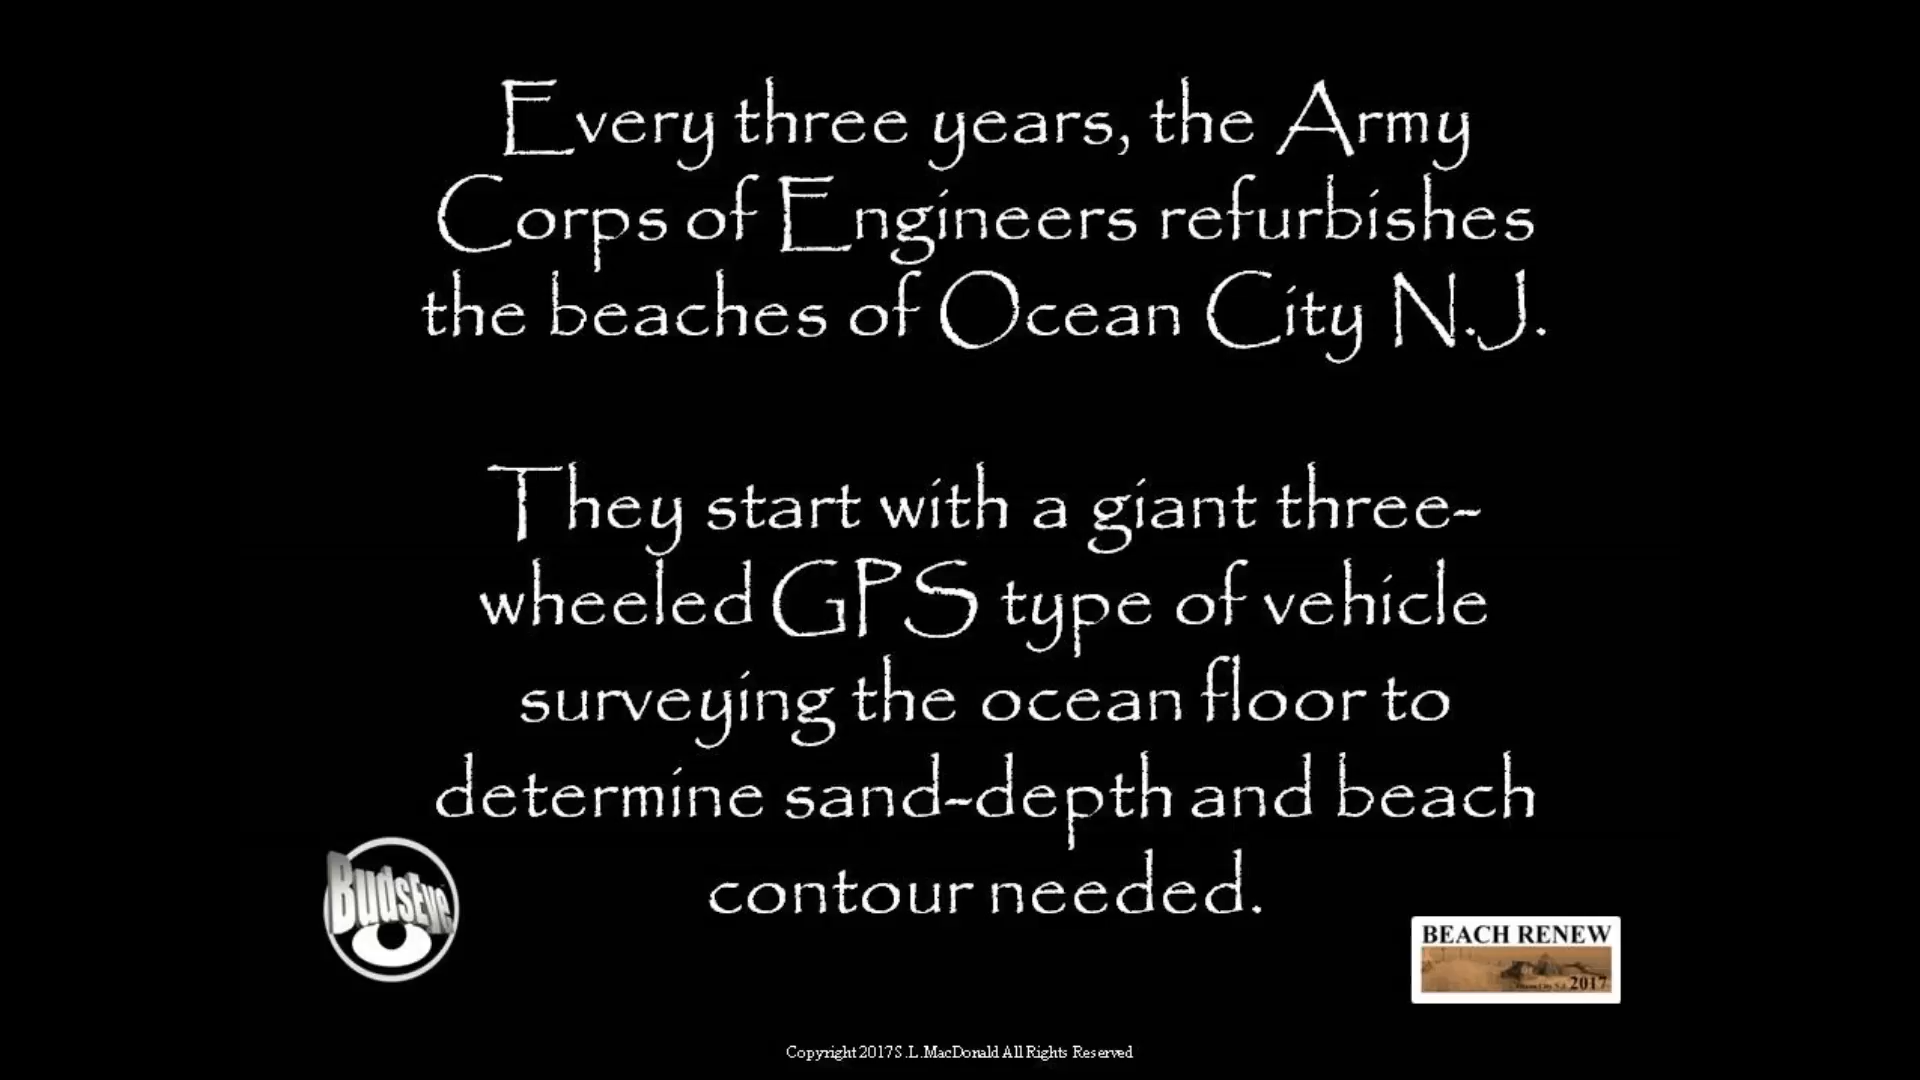 Every three years, the Army
Corps of Engineers refurbishes
the beaches of Ocean City N.J.
They start with a giant three-
wheeled GPS type of vehicle
surveying the ocean floor to
determine sand-depth and beach
contour needed.
BudsEye
BEACH RENEW
Ocean City N.J. 2017
Copyright 2017 S.L.MacDonald All Rights Reserved